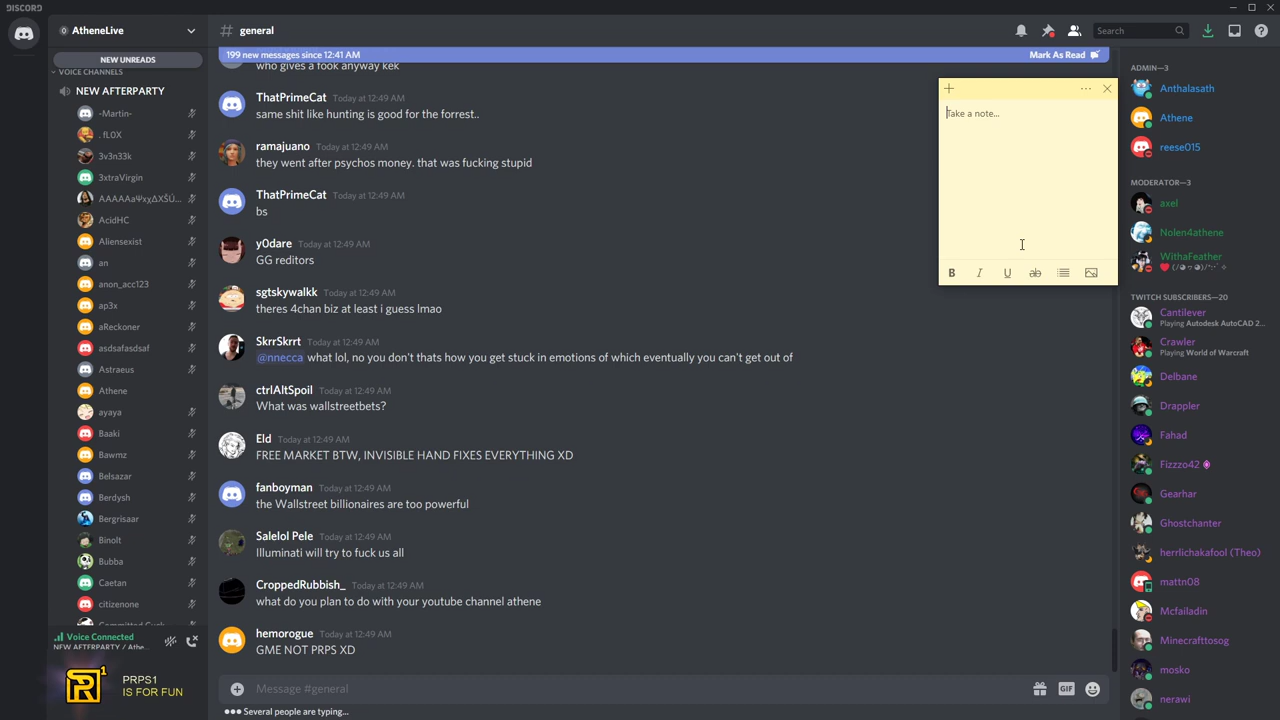 DISCORD
AtheneLive
NEW UNREADS
VOICE CHANNELS
NEW AFTERPARTY
-Martin-
. fL0X
3v3n33k
3xtraVirgin
AcidHC
Aliensexist
an
anon_acc123
ap3x
aReckoner
asdsafasdsaf
Astraeus
Athene
ayaya
Baaki
Bawmz
Belsazar
Berdysh
Bergrisaar
Binolt
Bubba
Caetan
citizenone
Voice Connected
NEW AFTERPARTY / Athe...
PRPS1
IS FOR FUN
# general
Search
199 new messages since 12:41 AM
Mark As Read
who gives a fook anyway kek
ThatPrimeCat Today at 12:49 AM
same shit like hunting is good for the forrest..
ramajuano Today at 12:49 AM
they went after psychos money. that was fucking stupid
ThatPrimeCat Today at 12:49 AM
bs
y0dare Today at 12:49 AM
GG reditors
sgtskywalkk Today at 12:49 AM
theres 4chan biz at least i guess lmao
SkrrSkrrt Today at 12:49 AM
@nnecca what lol, no you don't thats how you get stuck in emotions of which eventually you can't get out of
ctrlAltSpoil Today at 12:49 AM
What was wallstreetbets?
Eld Today at 12:49 AM
FREE MARKET BTW, INVISIBLE HAND FIXES EVERYTHING XD
fanboyman Today at 12:49 AM
the Wallstreet billionaires are too powerful
Salelol Pele Today at 12:49 AM
Illuminati will try to fuck us all
CroppedRubbish_ Today at 12:49 AM
what do you plan to do with your youtube channel athene
hemorogue Today at 12:49 AM
GME NOT PRPS XD
Message #general
GIF
Several people are typing...
Take a note...
B I U ab
ADMIN—3
Anthalasath
Athene
reese015
MODERATOR—3
axel
Nolen4athene
WithaFeather
TWITCH SUBSCRIBERS—20
Cantilever
Playing Autodesk AutoCAD 2...
Crawler
Playing World of Warcraft
Delbane
Drappler
Fahad
Fizzzo42
Gearhar
Ghostchanter
herrlichakafool (Theo)
mattn08
Mcfailadin
Minecrafttosog
mosko
nerawi